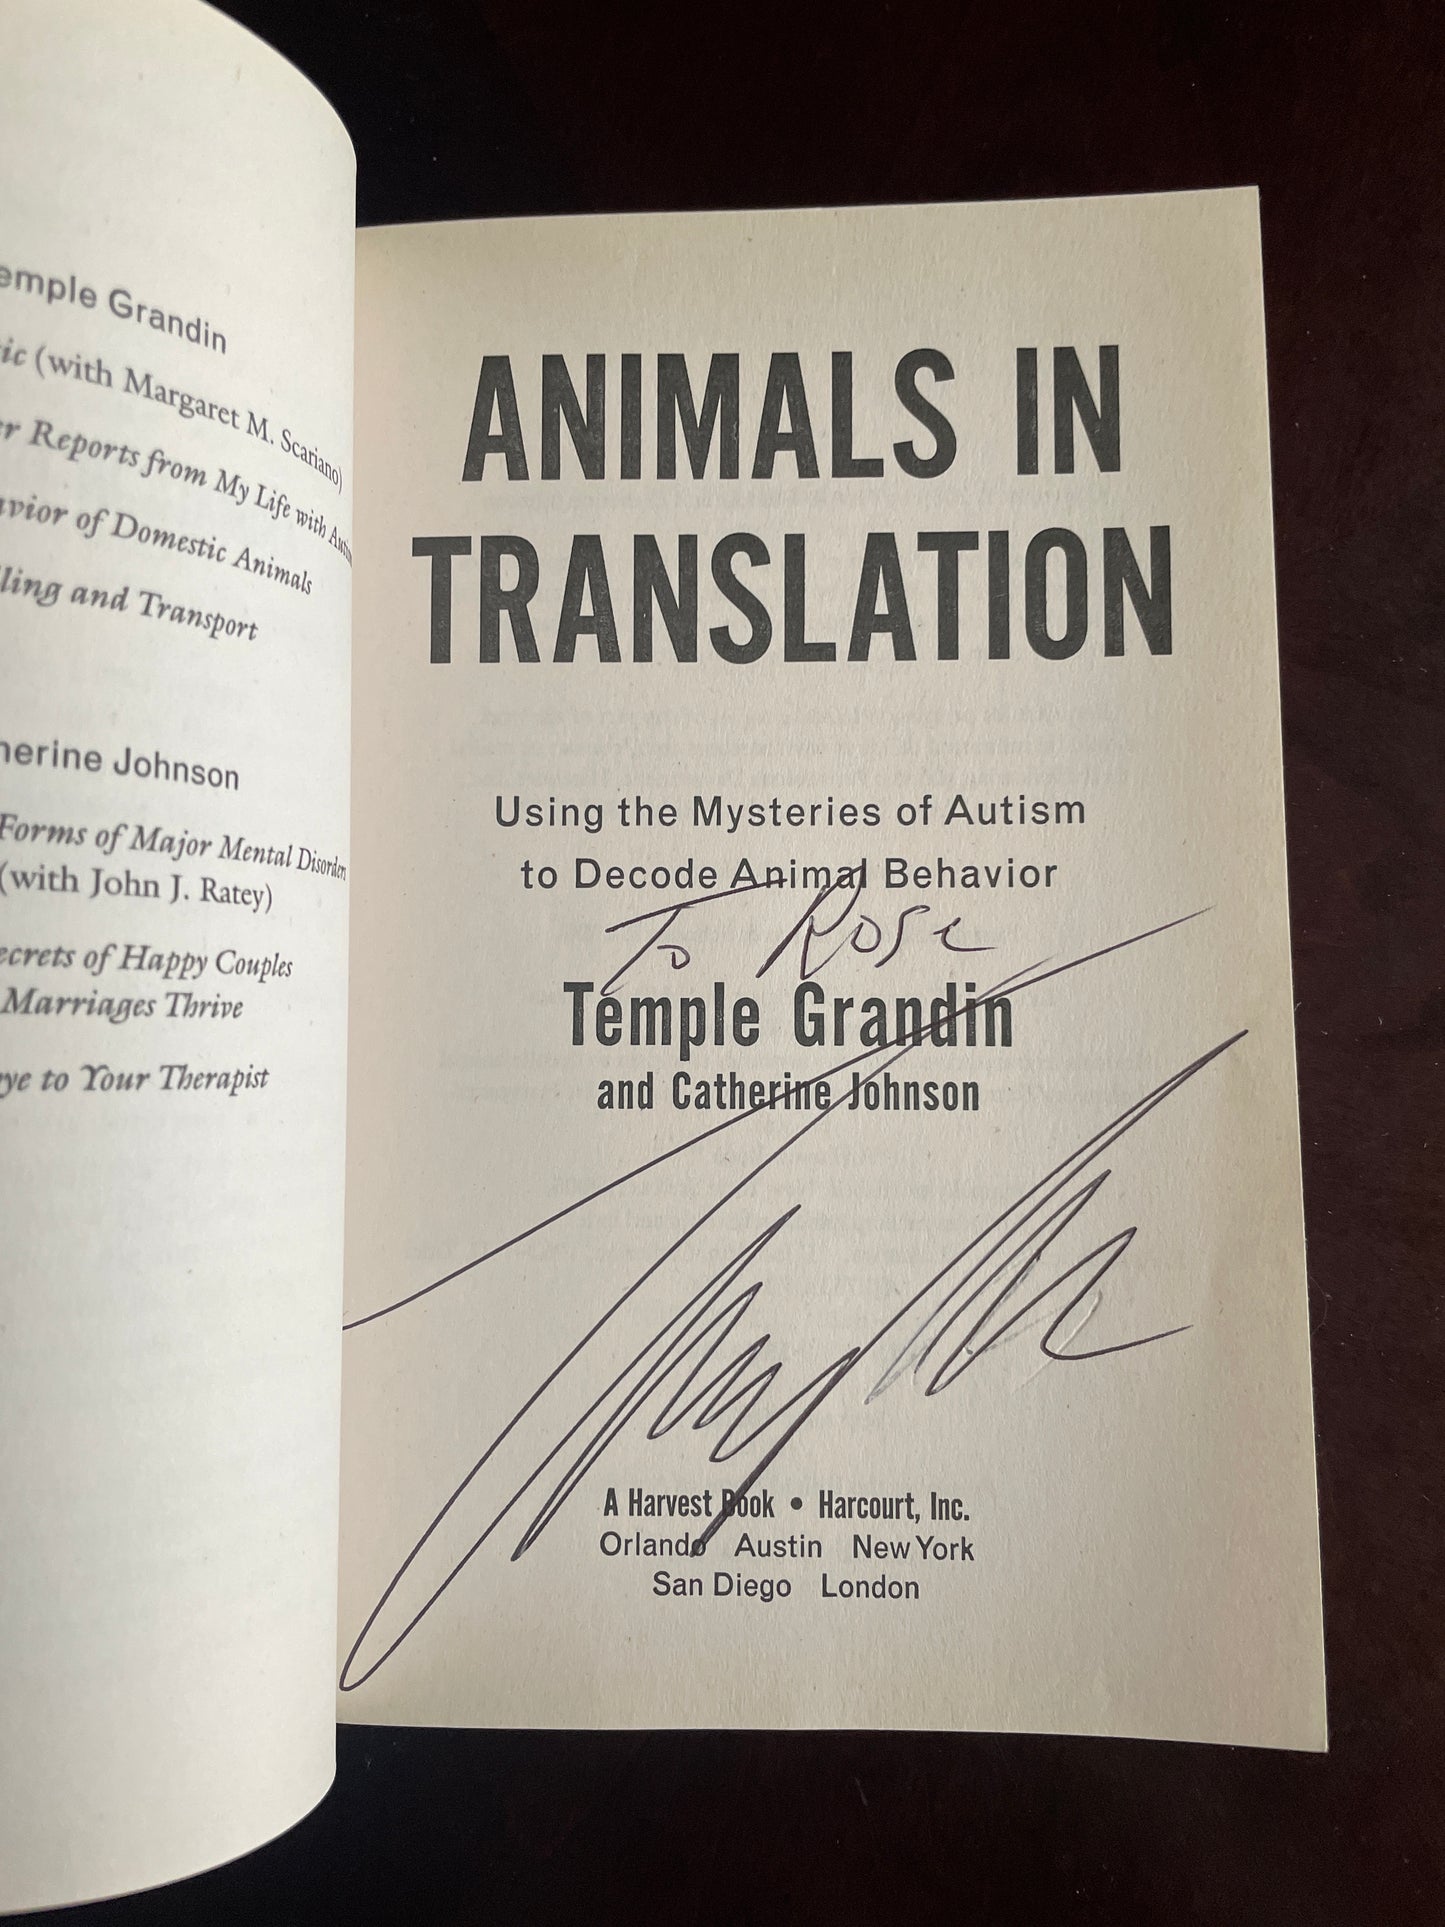 emple Grandin
ic (with Margaret M. Scariano)
er Reports from My Life with Autism
avior of Domestic Animals
lling and Transport
herine Johnson
Forms of Major Mental Disorders
(with John J. Ratey)
ecrets of Happy Couples
Marriages Thrive
ye to Your Therapist
ANIMALS IN
TRANSLATION
Using the Mysteries of Autism
to Decode Animal Behavior
To Rose
Temple Grandin
and Catherine Johnson
A Harvest Book • Harcourt, Inc.
Orlando Austin New York
San Diego London